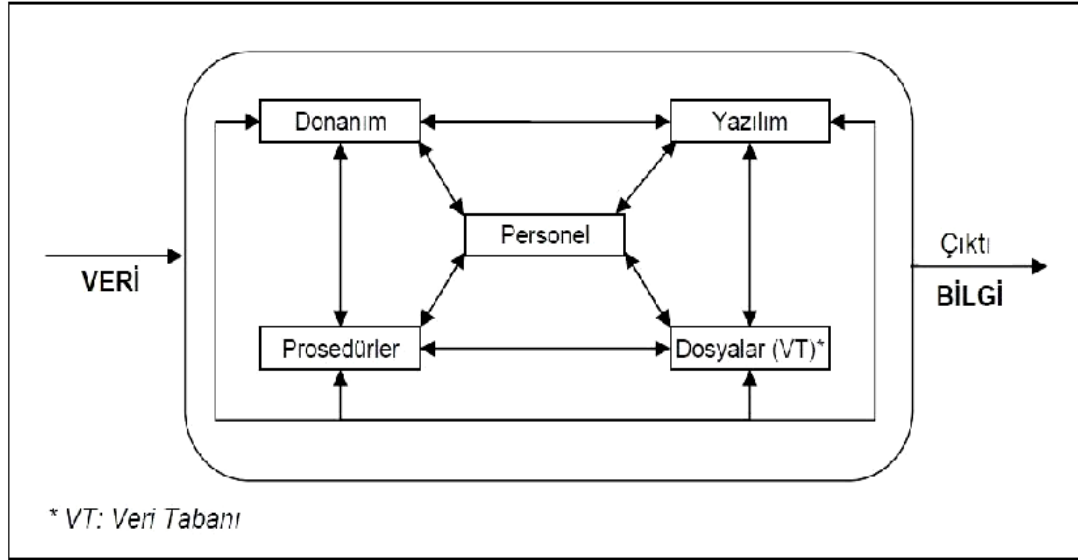 Donanım
Yazılım
Personel
VERİ
Çıktı
BİLGİ
Prosedürler
Dosyalar (VT)*
* VT: Veri Tabanı